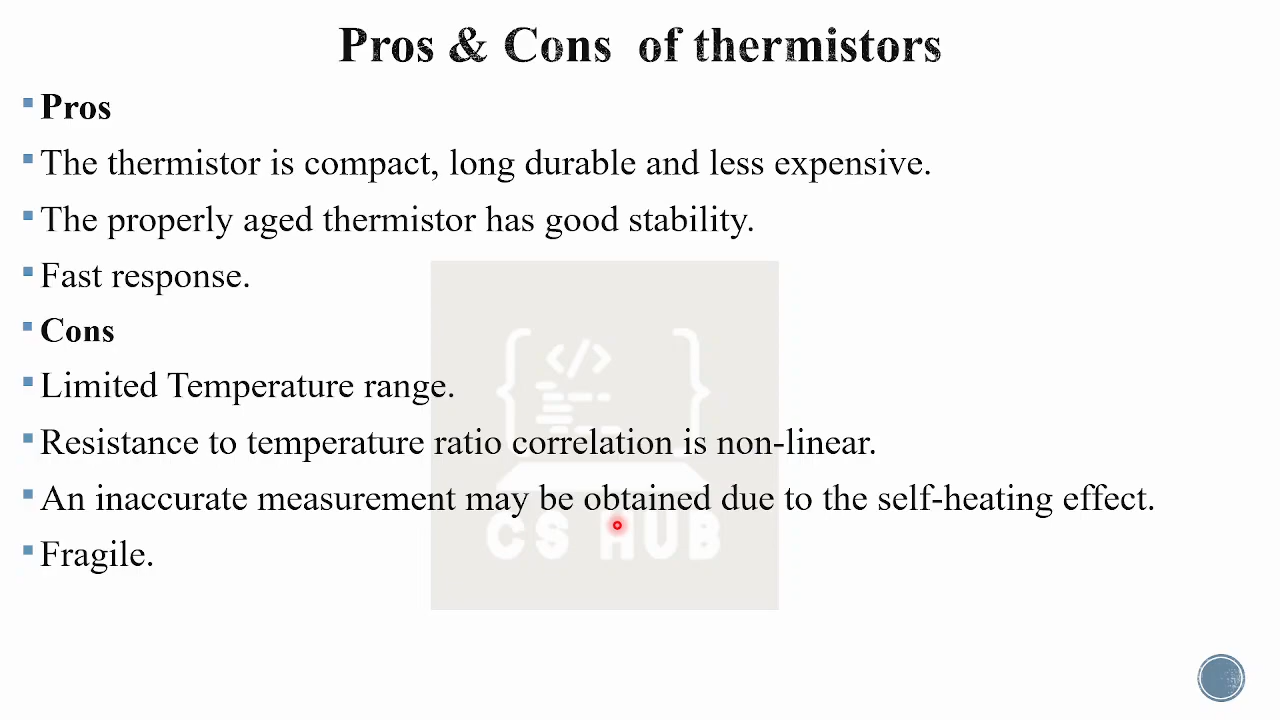 Pros & Cons of thermistors
Pros
The thermistor is compact, long durable and less expensive.
The properly aged thermistor has good stability.
Fast response.
Cons
Limited Temperature range.
Resistance to temperature ratio correlation is non-linear.
An inaccurate measurement may be obtained due to the self-heating effect.
CS HUB
Fragile.